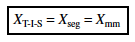 X_T-I-S = X_seg = X_mm